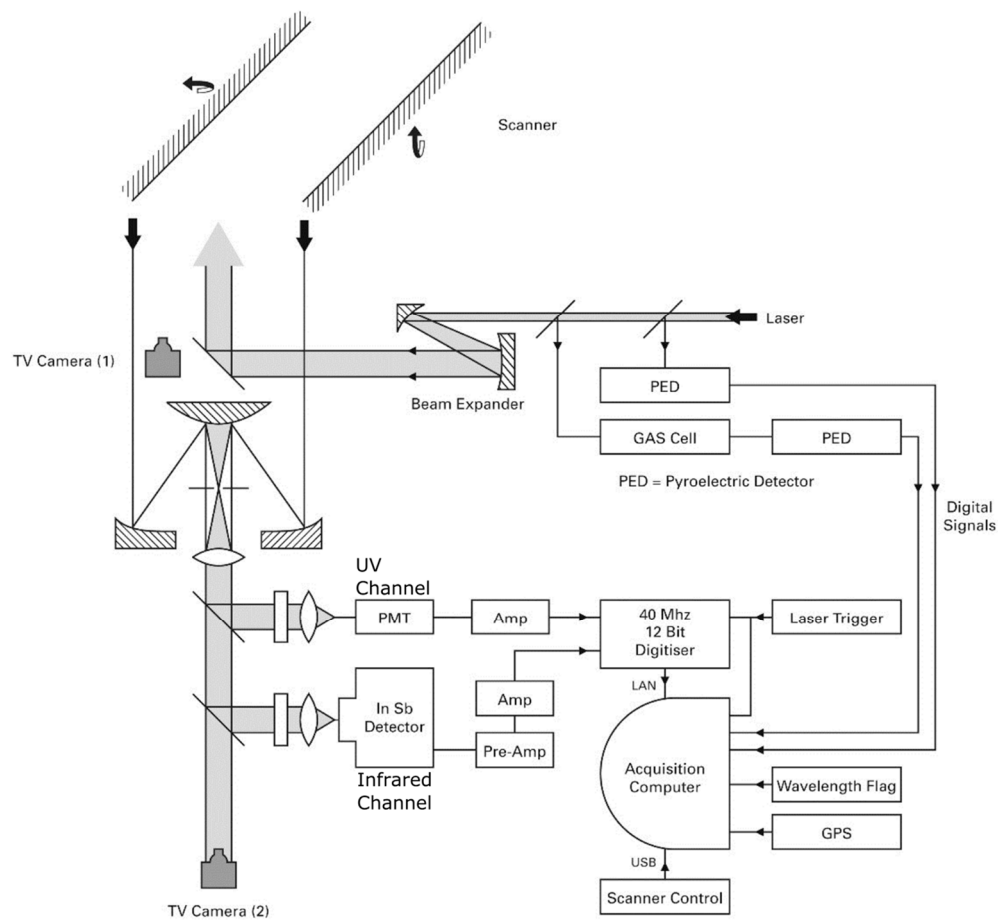 Scanner
Laser
TV Camera (1)
PED
Beam Expander
GAS Cell
PED
PED = Pyroelectric Detector
Digital
Signals
UV
Channel
PMT
Amp
40 Mhz
12 Bit
Digitiser
Laser Trigger
LAN
In Sb
Detector
Amp
Pre-Amp
Infrared
Channel
Acquisition
Computer
Wavelength Flag
GPS
USB
Scanner Control
TV Camera (2)